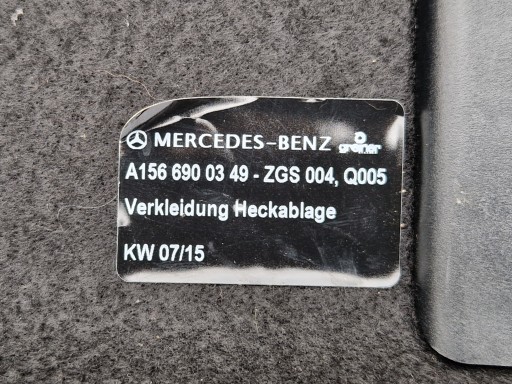 MERCEDES-BENZ greiner
A156 690 03 49 - ZGS 004, Q005
Verkleidung Heckablage
KW 07/15